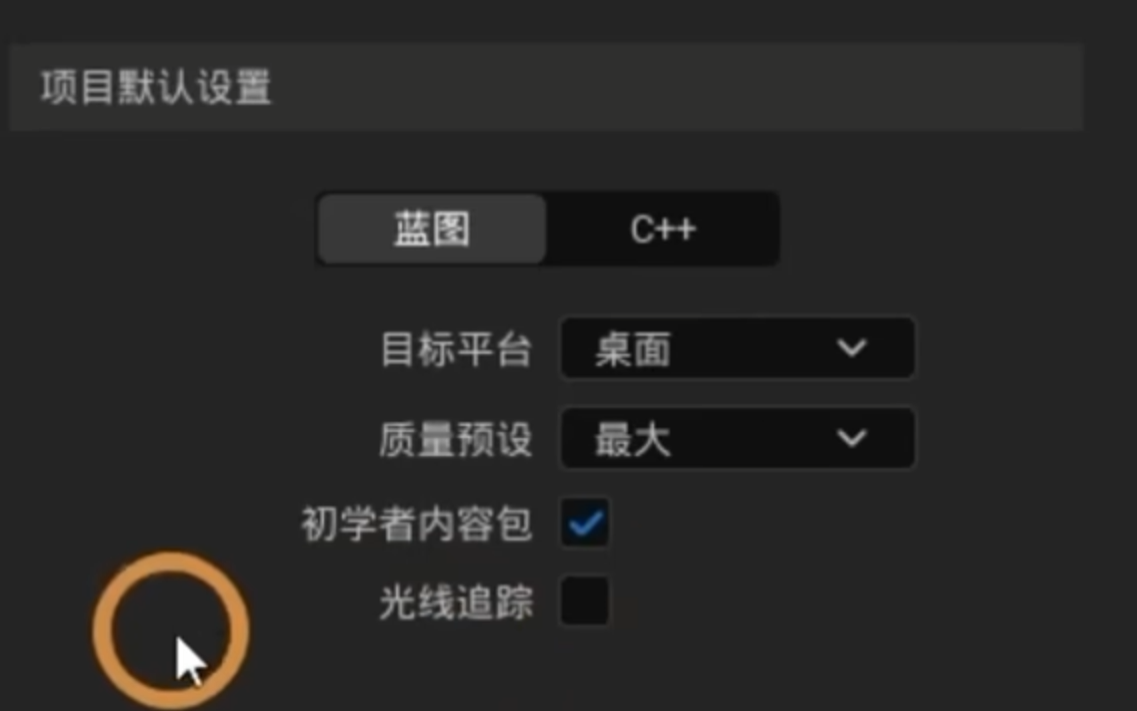 项目默认设置
蓝图 C++
目标平台 桌面
质量预设 最大
初学者内容包
光线追踪